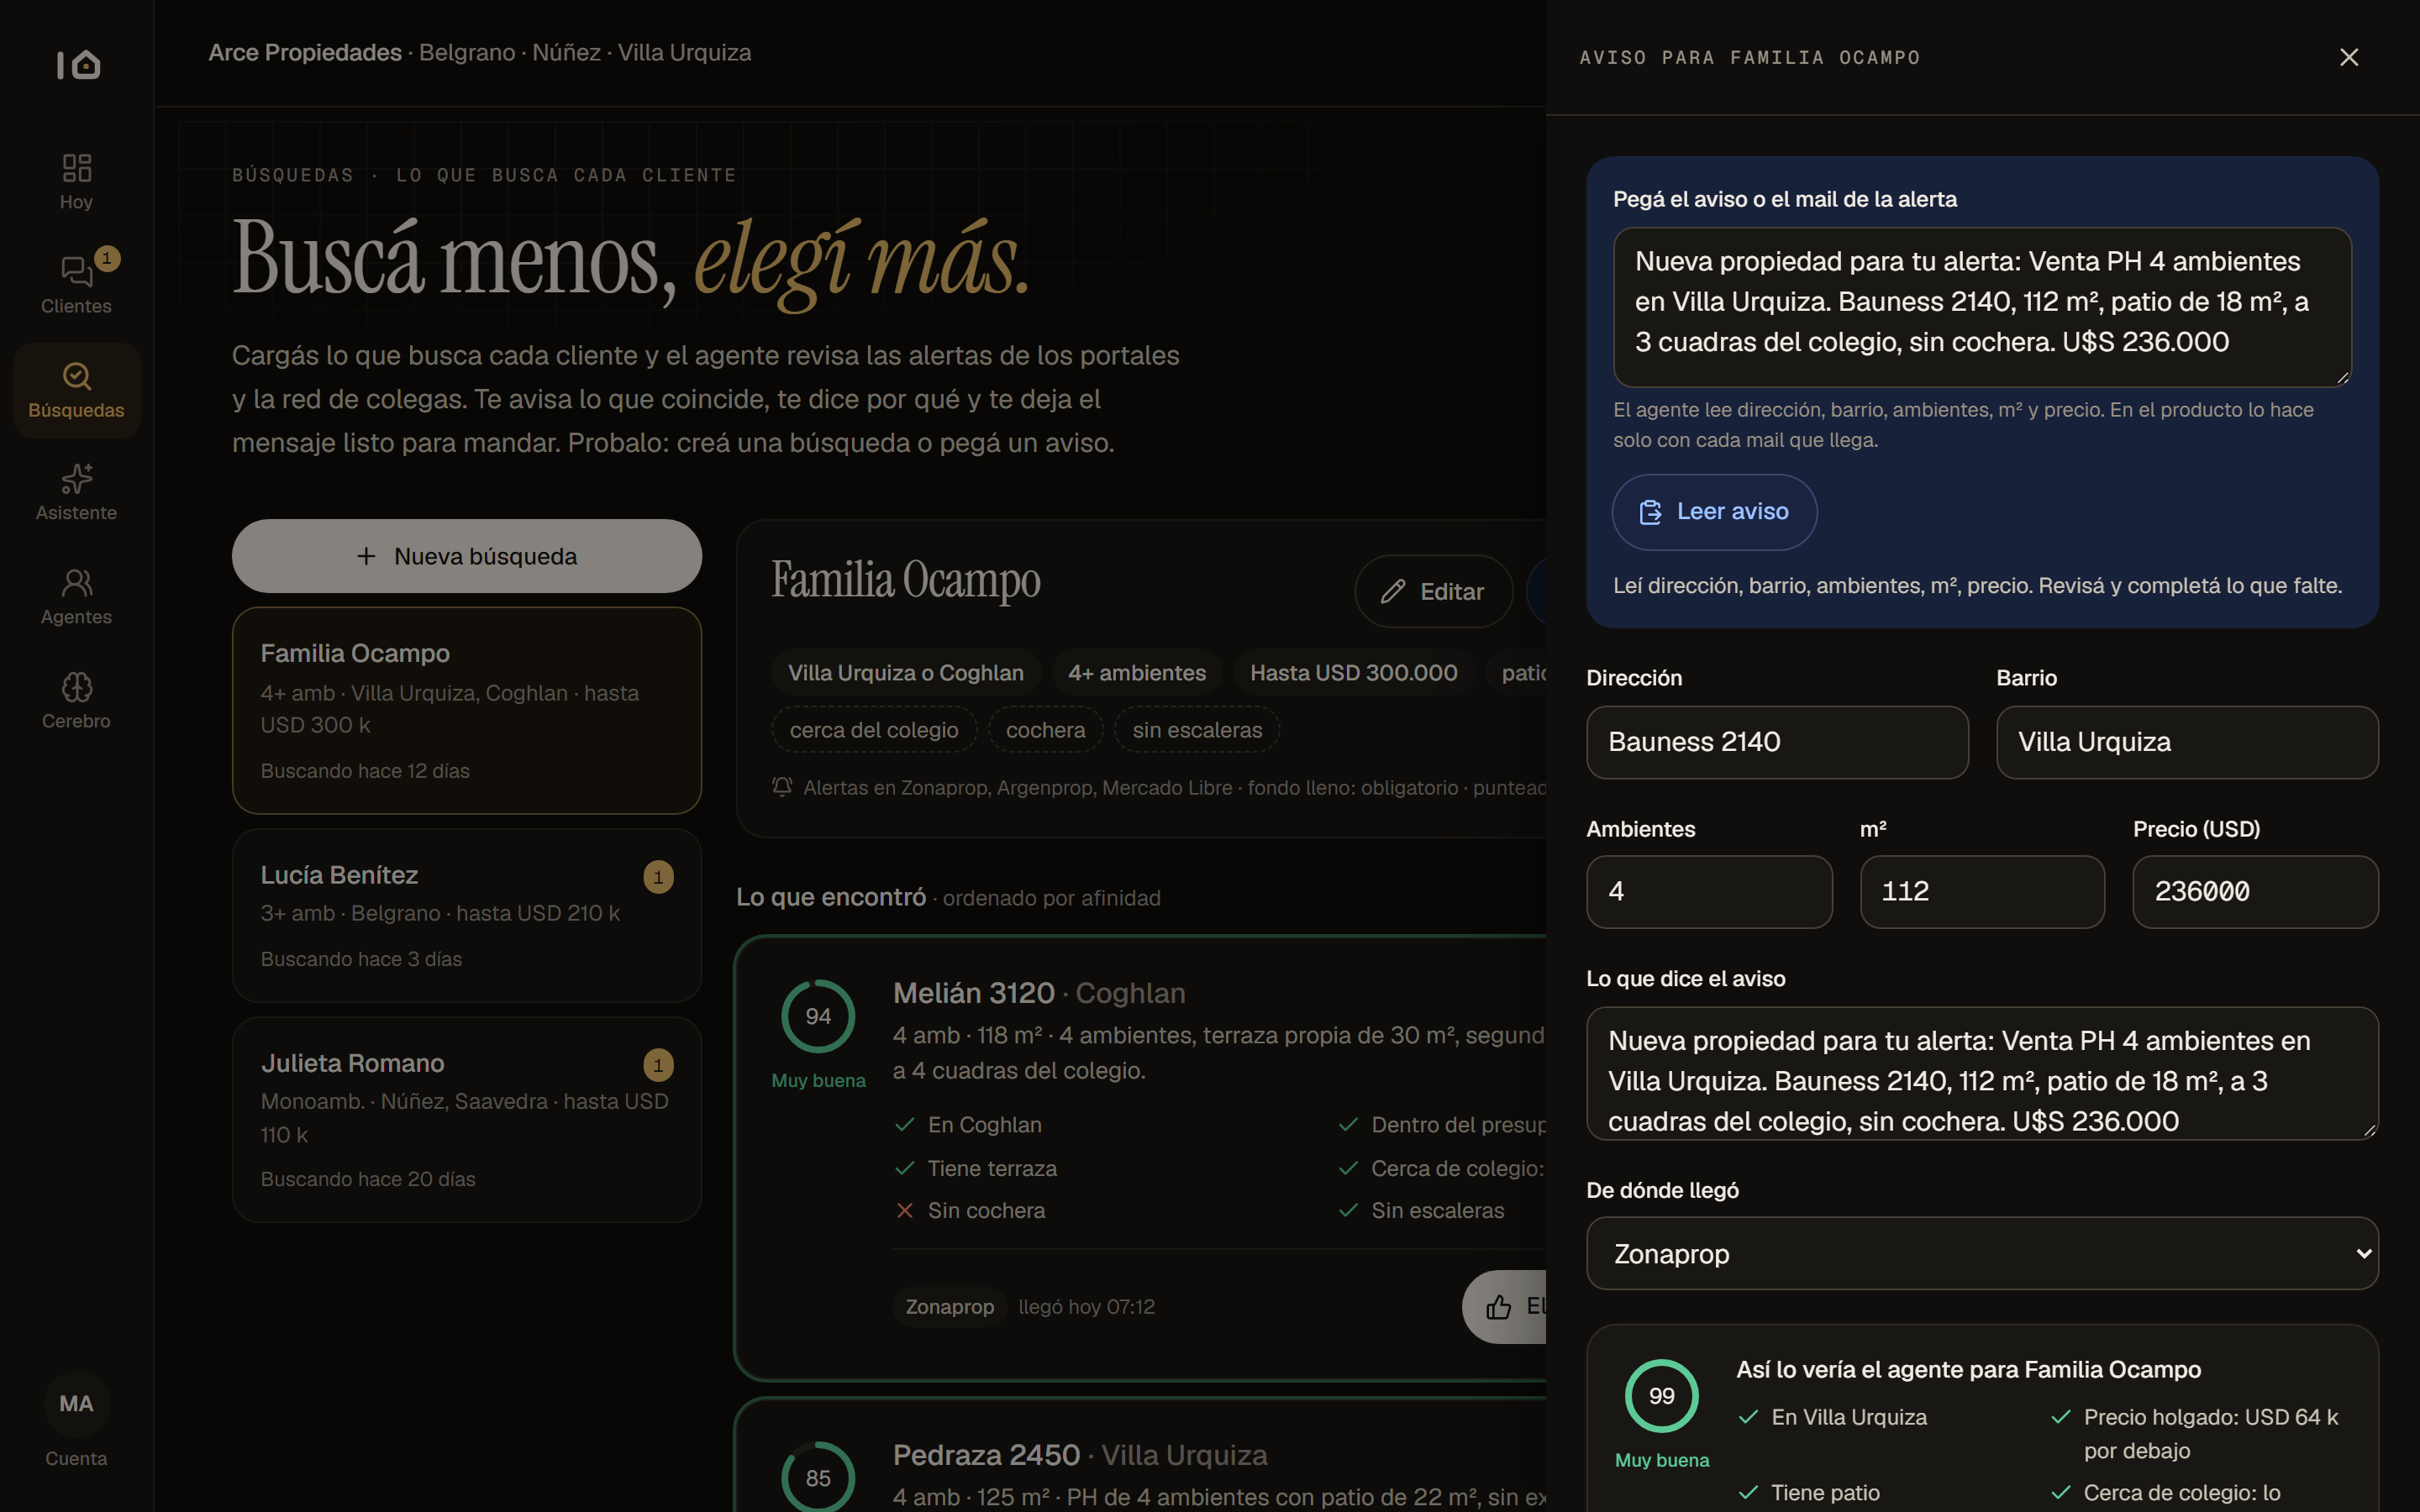 Hoy
1
Clientes
Búsquedas
Asistente
Agentes
Cerebro
MA
Cuenta
Arce Propiedades · Belgrano · Núñez · Villa Urquiza
BÚSQUEDAS · LO QUE BUSCA CADA CLIENTE
Buscá menos, elegí más.
Cargás lo que busca cada cliente y el agente revisa las alertas de los portales
y la red de colegas. Te avisa lo que coincide, te dice por qué y te deja el
mensaje listo para mandar. Probalo: creá una búsqueda o pegá un aviso.
Nueva búsqueda
Familia Ocampo
4+ amb · Villa Urquiza, Coghlan · hasta
USD 300 k
Buscando hace 12 días
Lucía Benítez
1
3+ amb · Belgrano · hasta USD 210 k
Buscando hace 3 días
Julieta Romano
1
Monoamb. · Núñez, Saavedra · hasta USD
110 k
Buscando hace 20 días
Familia Ocampo
Editar
Villa Urquiza o Coghlan
4+ ambientes
Hasta USD 300.000
cerca del colegio
cochera
sin escaleras
Alertas en Zonaprop, Argenprop, Mercado Libre · fondo lleno: obligatorio ·
Lo que encontró · ordenado por afinidad
94
Muy buena
Melián 3120 · Coghlan
4 amb · 118 m² · 4 ambientes, terraza propia de 30 m²,
a 4 cuadras del colegio.
En Coghlan
Dentro del
Tiene terraza
Cerca de colegio:
Sin cochera
Sin escaleras
Zonaprop
llegó hoy 07:12
85
Pedraza 2450 · Villa Urquiza
4 amb · 125 m² · PH de 4 ambientes con patio de 22 m², sin
AVISO PARA FAMILIA OCAMPO
Pegá el aviso o el mail de la alerta
Nueva propiedad para tu alerta: Venta PH 4 ambientes
en Villa Urquiza. Bauness 2140, 112 m², patio de 18 m², a
3 cuadras del colegio, sin cochera. U$S 236.000
El agente lee dirección, barrio, ambientes, m² y precio. En el producto lo hace
solo con cada mail que llega.
Leer aviso
Leí dirección, barrio, ambientes, m², precio. Revisá y completá lo que falte.
Dirección
Barrio
Bauness 2140
Villa Urquiza
Ambientes
m²
Precio (USD)
4
112
236000
Lo que dice el aviso
Nueva propiedad para tu alerta: Venta PH 4 ambientes en
Villa Urquiza. Bauness 2140, 112 m², patio de 18 m², a 3
cuadras del colegio, sin cochera. U$S 236.000
De dónde llegó
Zonaprop
99
Muy buena
Así lo vería el agente para Familia Ocampo
En Villa Urquiza
Precio holgado: USD 64 k
por debajo
Tiene patio
Cerca de colegio: lo